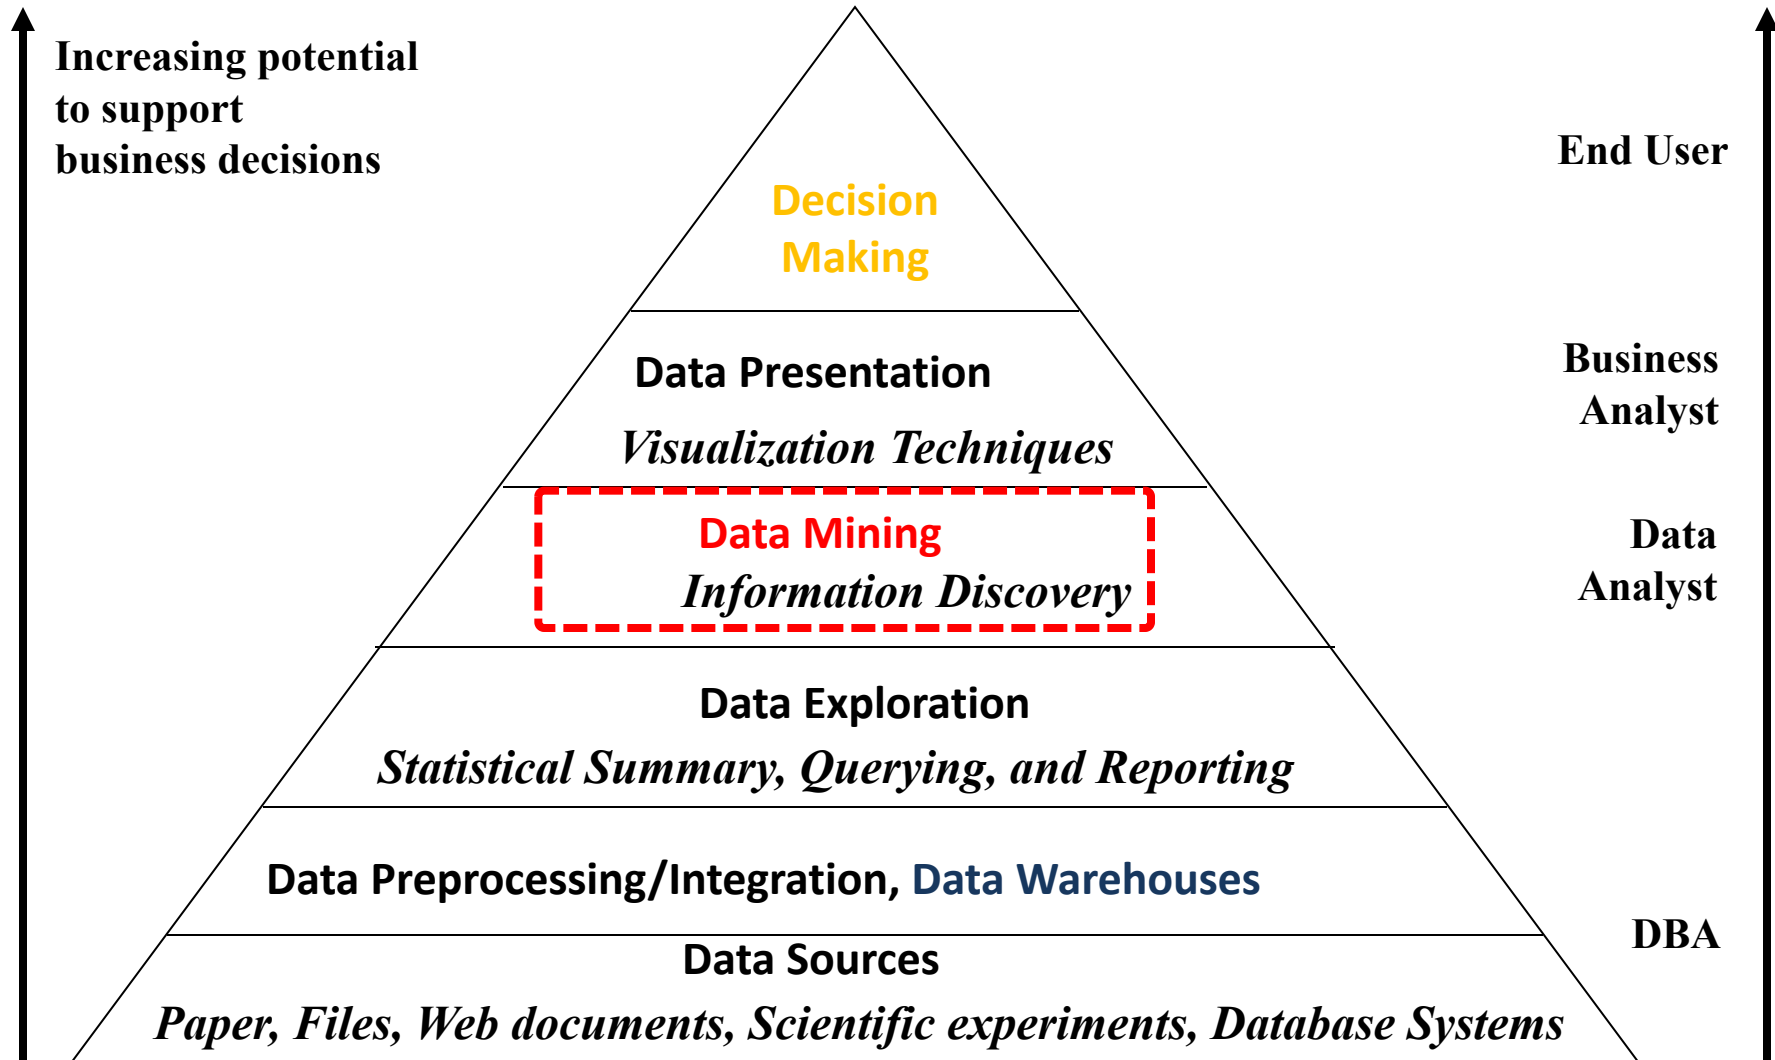 Increasing potential
to support
business decisions
End User
Decision
Making
Data Presentation
Visualization Techniques
Business
Analyst
Data Mining
Information Discovery
Data
Analyst
Data Exploration
Statistical Summary, Querying, and Reporting
Data Preprocessing/Integration, Data Warehouses
DBA
Data Sources
Paper, Files, Web documents, Scientific experiments, Database Systems